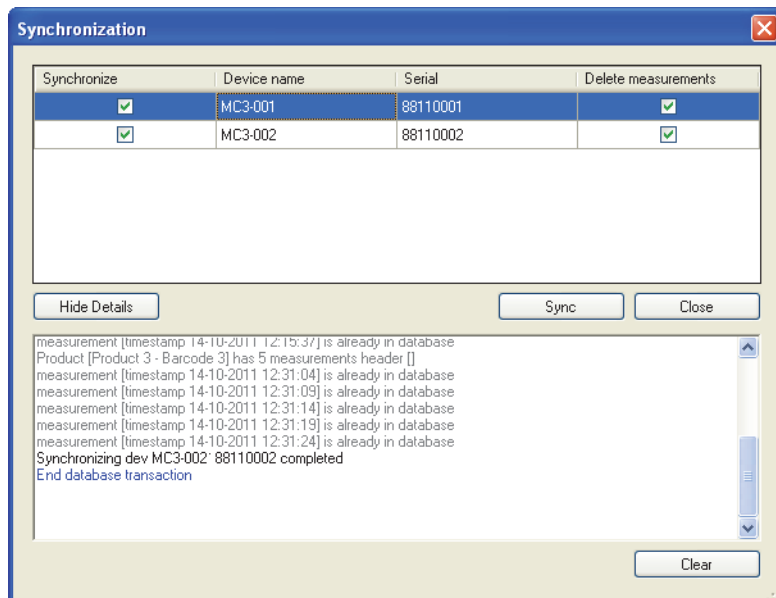 Synchronization
Synchronize Device name Serial Delete measurements
MC3-001 88110001
MC3-002 88110002
Hide Details Sync Close
measurement [timestamp 14-10-2011 12:15:37] is already in database
Product [Product 3 - Barcode 3] has 5 measurements header []
measurement [timestamp 14-10-2011 12:31:04] is already in database
measurement [timestamp 14-10-2011 12:31:09] is already in database
measurement [timestamp 14-10-2011 12:31:14] is already in database
measurement [timestamp 14-10-2011 12:31:19] is already in database
measurement [timestamp 14-10-2011 12:31:24] is already in database
Synchronizing dev MC3-002' 88110002 completed
End database transaction
Clear